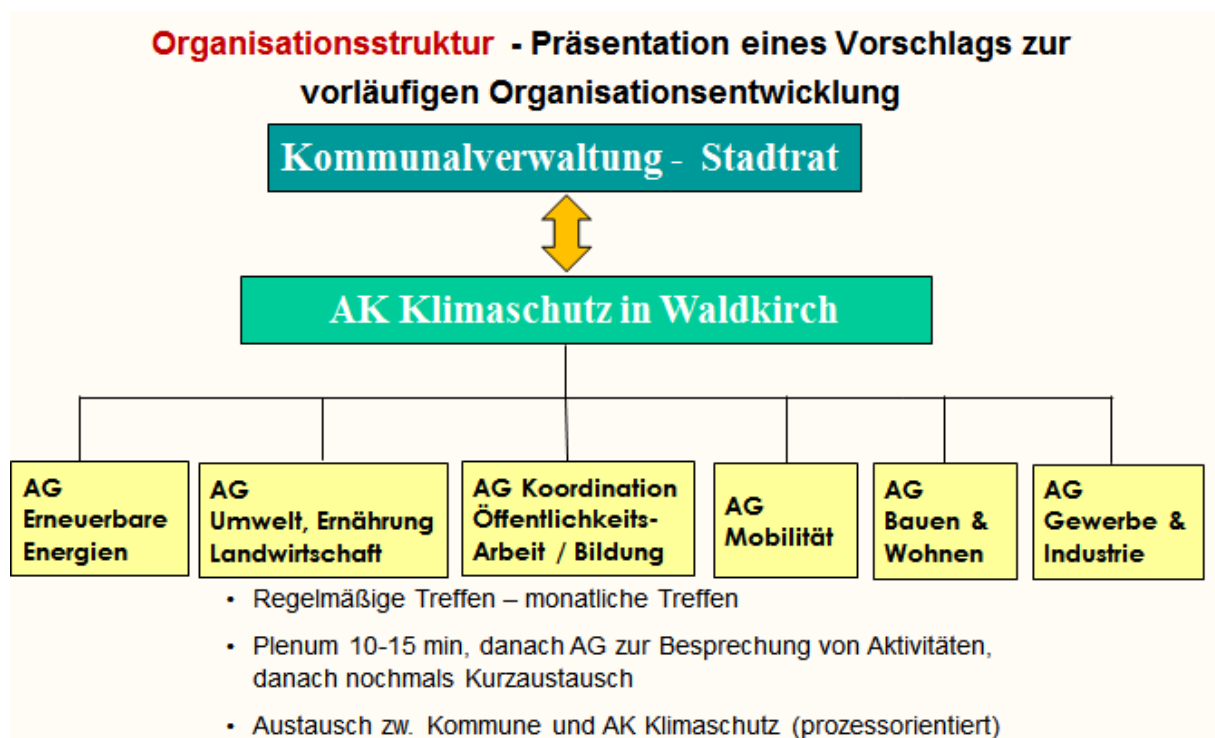 Organisationsstruktur - Präsentation eines Vorschlags zur
vorläufigen Organisationsentwicklung
Kommunalverwaltung - Stadtrat
AK Klimaschutz in Waldkirch
AG
Erneuerbare
Energien
AG
Umwelt, Ernährung
Landwirtschaft
AG Koordination
Öffentlichkeits-
Arbeit / Bildung
AG
Mobilität
AG
Bauen &
Wohnen
AG
Gewerbe &
Industrie
• Regelmäßige Treffen – monatliche Treffen
• Plenum 10-15 min, danach AG zur Besprechung von Aktivitäten,
danach nochmals Kurzaustausch
• Austausch zw. Kommune und AK Klimaschutz (prozessorientiert)